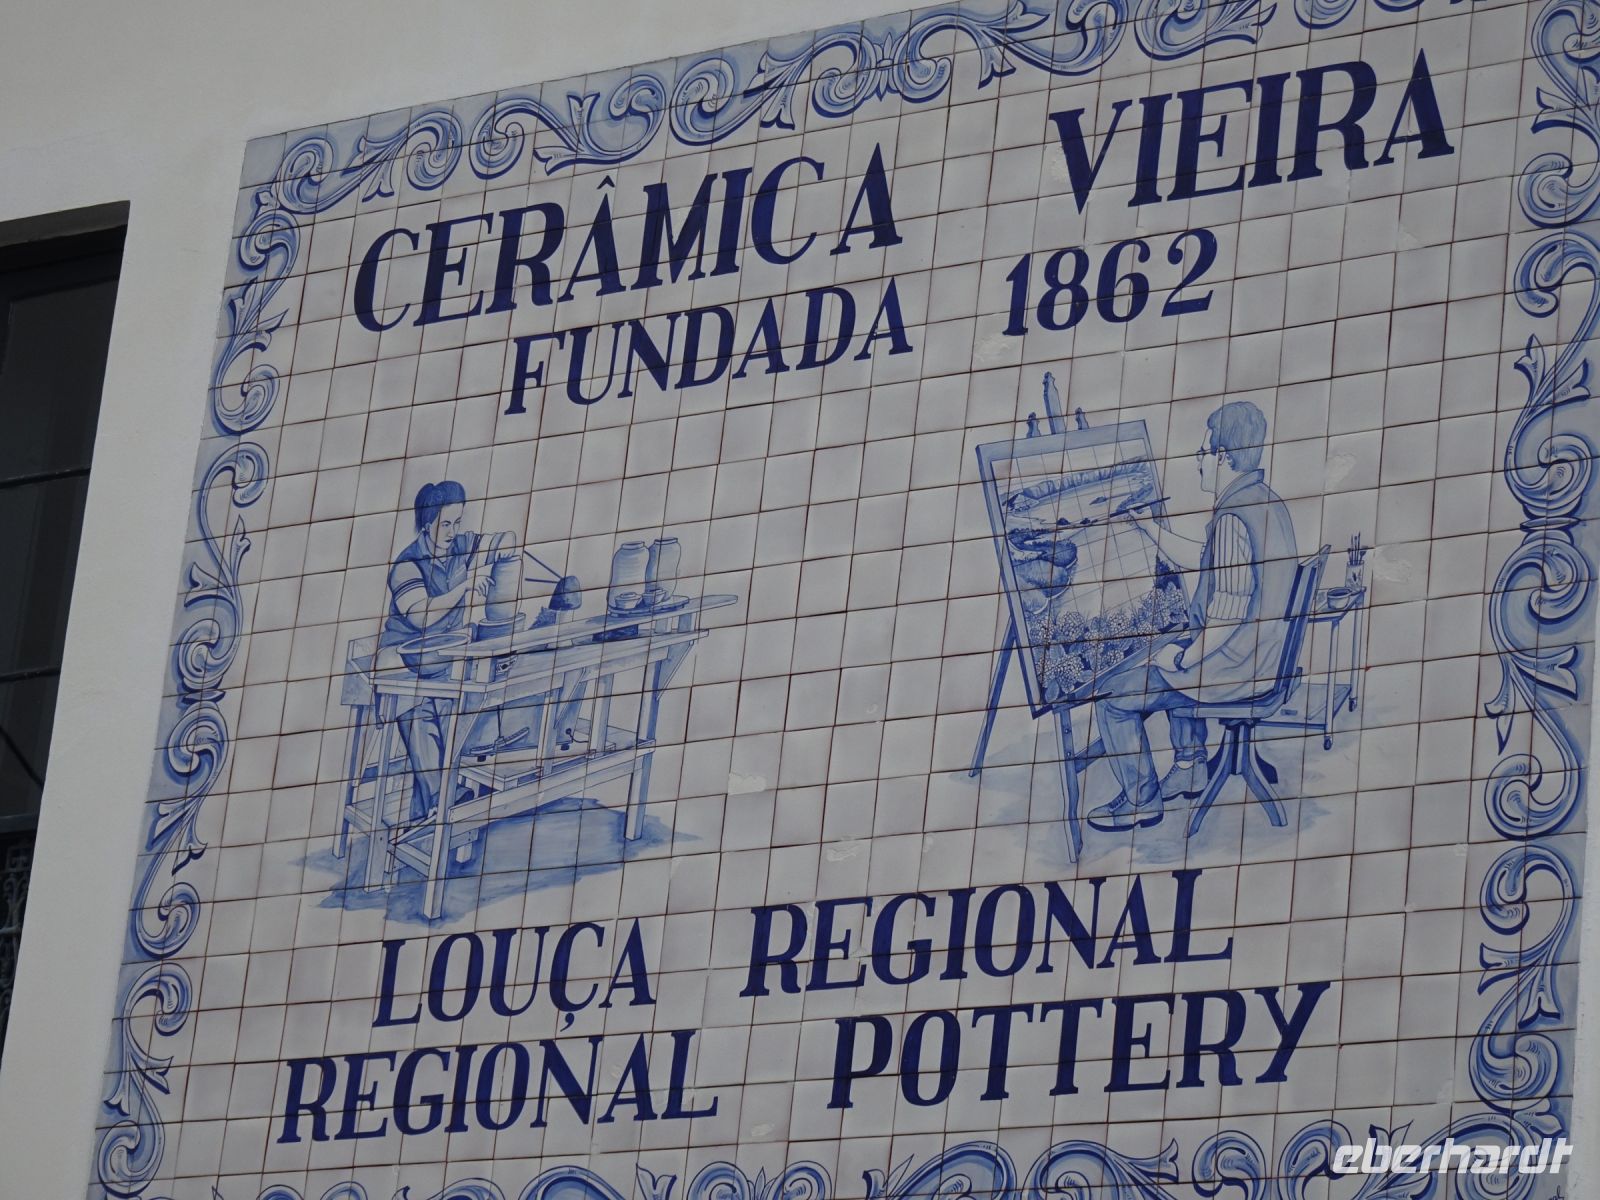 CERÂMICA VIEIRA
FUNDADA 1862
LOUÇA REGIONAL
REGIONAL POTTERY
eberhardt